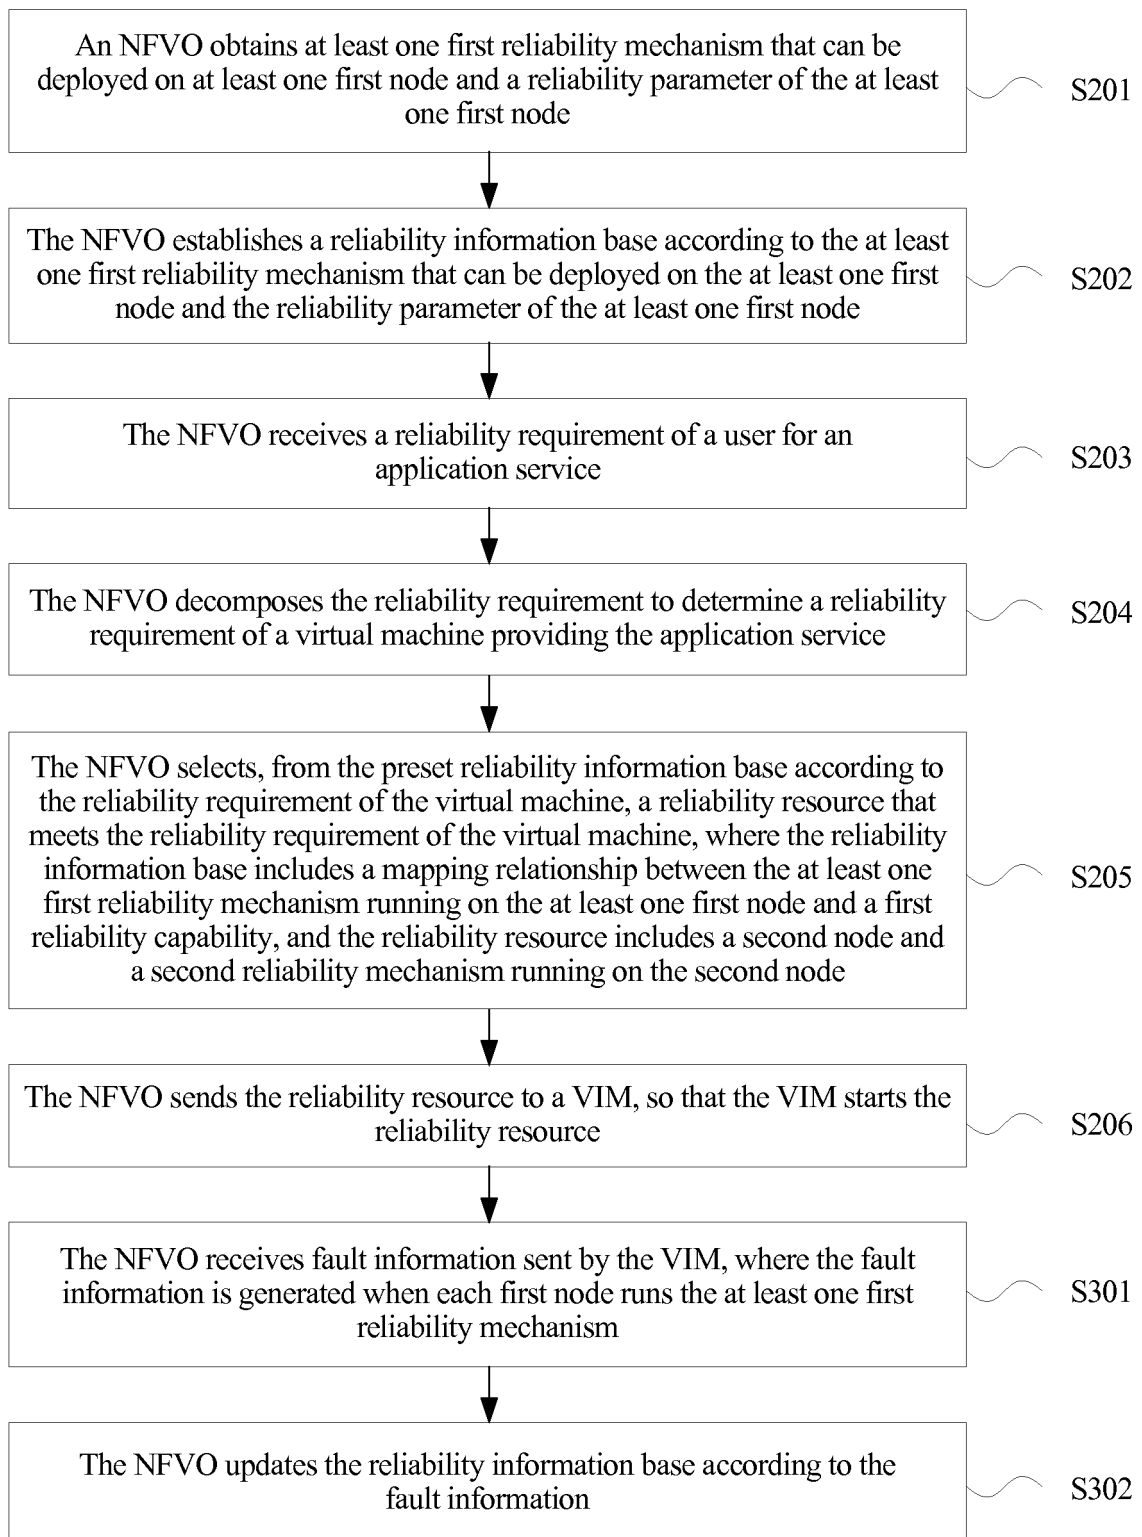 An NFVO obtains at least one first reliability mechanism that can be
deployed on at least one first node and a reliability parameter of the at least
one first node
S201
The NFVO establishes a reliability information base according to the at least
one first reliability mechanism that can be deployed on the at least one first
node and the reliability parameter of the at least one first node
S202
The NFVO receives a reliability requirement of a user for an
application service
S203
The NFVO decomposes the reliability requirement to determine a reliability
requirement of a virtual machine providing the application service
S204
The NFVO selects, from the preset reliability information base according to
the reliability requirement of the virtual machine, a reliability resource that
meets the reliability requirement of the virtual machine, where the reliability
information base includes a mapping relationship between the at least one
first reliability mechanism running on the at least one first node and a first
reliability capability, and the reliability resource includes a second node and
a second reliability mechanism running on the second node
S205
The NFVO sends the reliability resource to a VIM, so that the VIM starts the
reliability resource
S206
The NFVO receives fault information sent by the VIM, where the fault
information is generated when each first node runs the at least one first
reliability mechanism
S301
The NFVO updates the reliability information base according to the
fault information
S302